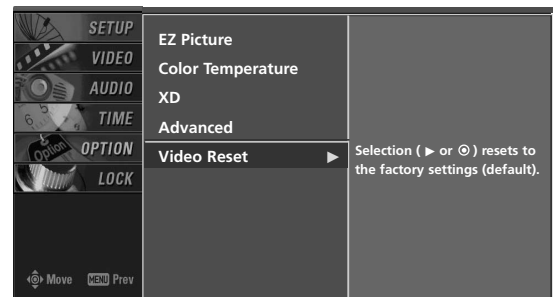 SETUP
VIDEO
AUDIO
TIME
OPTION
LOCK
Move MENU Prev
EZ Picture
Color Temperature
XD
Advanced
Video Reset ▶
Selection ( ▶ or ⊙ ) resets to
the factory settings (default).